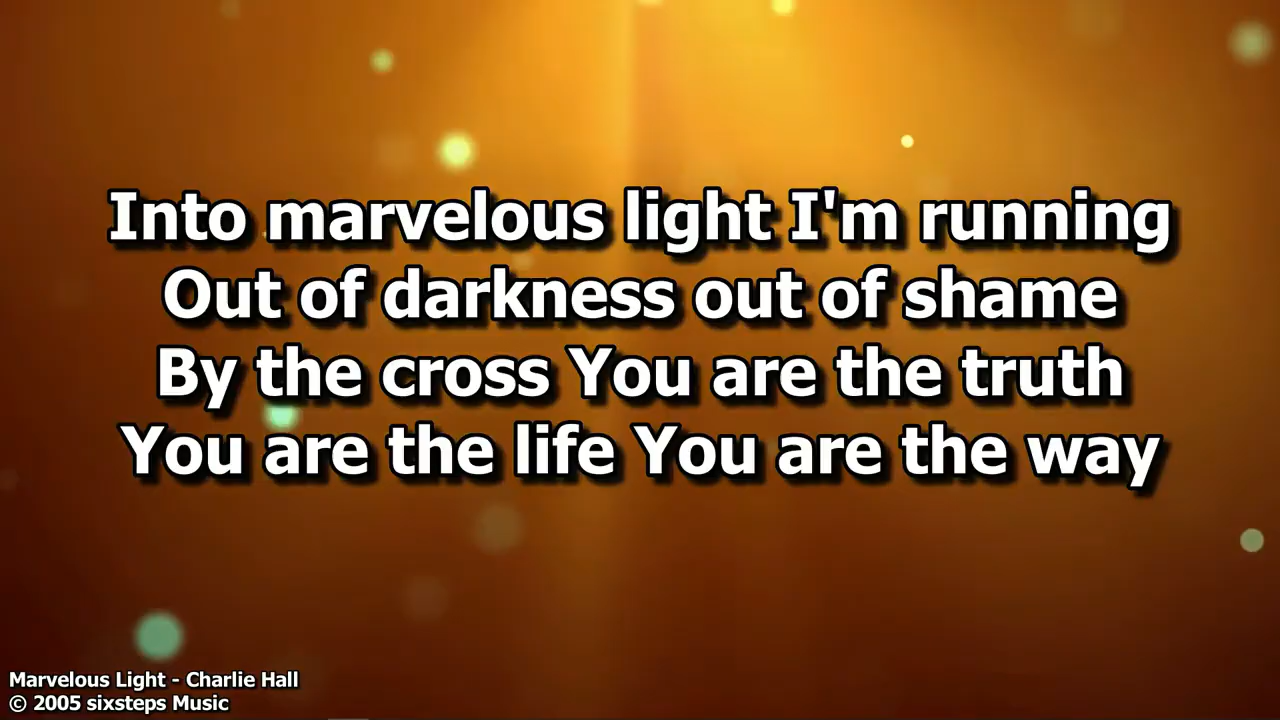 Into marvelous light I'm running
Out of darkness out of shame
By the cross You are the truth
You are the life You are the way
Marvelous Light - Charlie Hall
© 2005 sixsteps Music